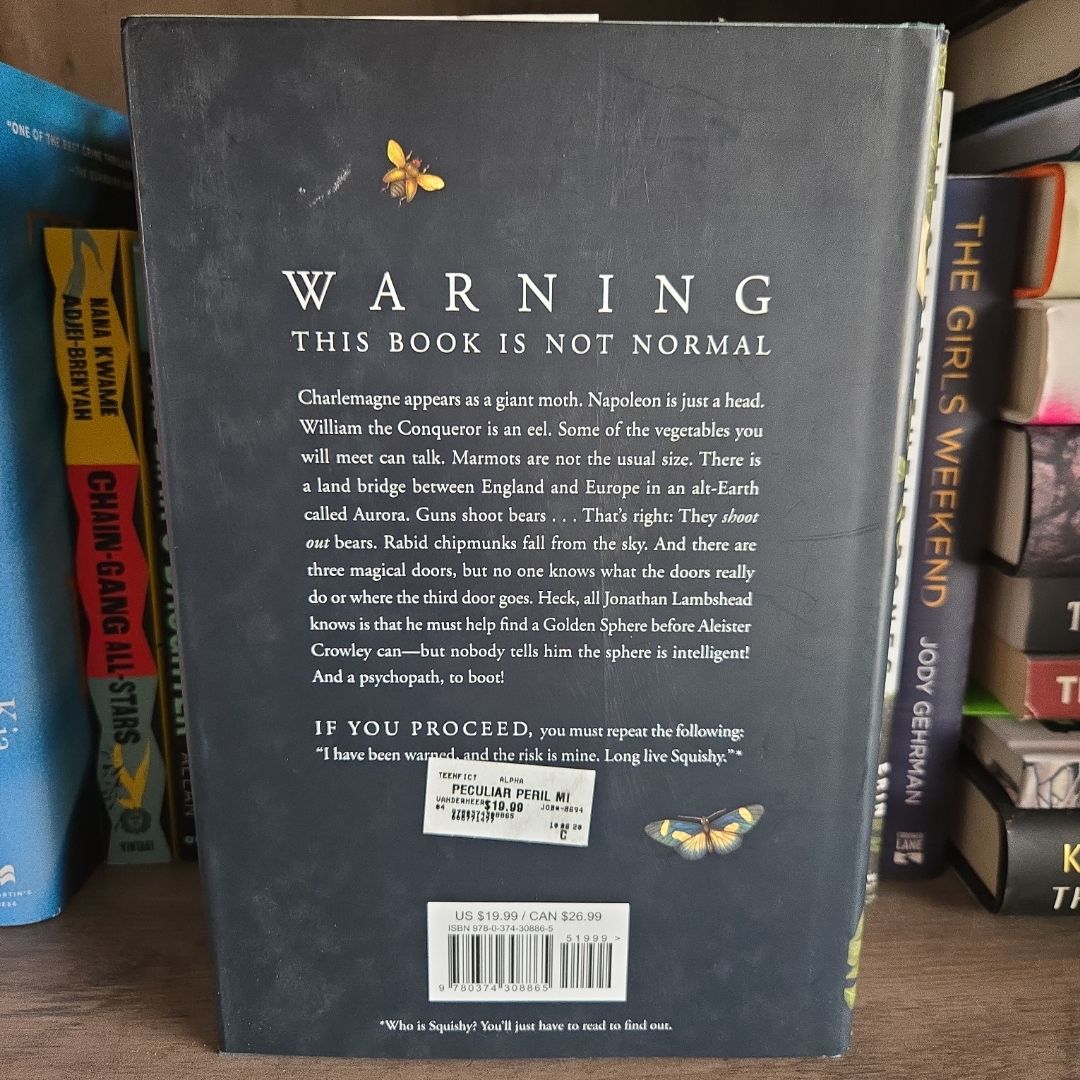 "ONE OF THE BEST CRIME
NANA KWAME
ADJEI-BRENYAH
CHAIN-GANG ALL-STARS
WARNING
THIS BOOK IS NOT NORMAL
Charlemagne appears as a giant moth. Napoleon is just a head.
William the Conqueror is an eel. Some of the vegetables you
will meet can talk. Marmots are not the usual size. There is
a land bridge between England and Europe in an alt-Earth
called Aurora. Guns shoot bears . . . That's right: They shoot
out bears. Rabid chipmunks fall from the sky. And there are
three magical doors, but no one knows what the doors really
do or where the third door goes. Heck, all Jonathan Lambshead
knows is that he must help find a Golden Sphere before Aleister
Crowley can—but nobody tells him the sphere is intelligent!
And a psychopath, to boot!
IF YOU PROCEED, you must repeat the following:
"I have been warned, and the risk is mine. Long live Squishy."*
TEENFICT ALPHA
PECULIAR PERIL MI
VANDERMEER $19.99
C
US $19.99 / CAN $26.99
ISBN 978-0-374-30886-5
51999 >
9 780374 308865
*Who is Squishy? You'll just have to read to find out.
THE GIRLS WEEKEND
JODY GEHRMAN
LANE